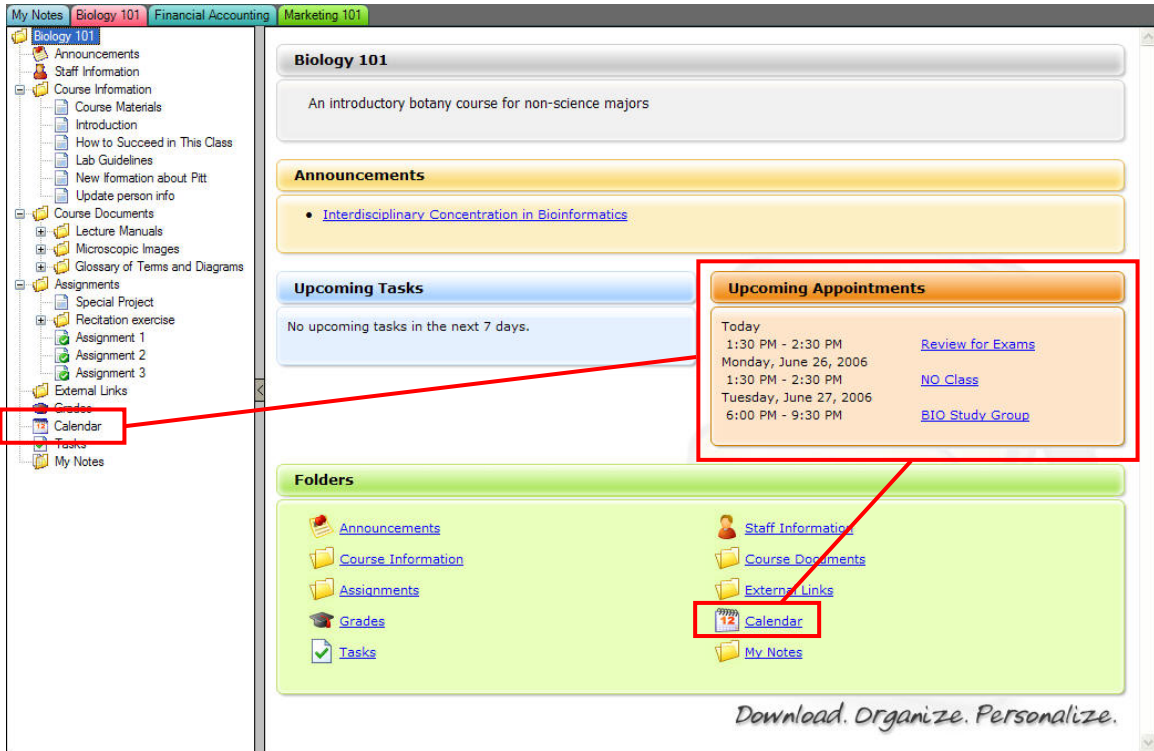 My Notes Biology 101 Financial Accounting Marketing 101
Biology 101
Announcements
Staff Information
Course Information
Course Materials
Introduction
How to Succeed in This Class
Lab Guidelines
New Iformation about Pitt
Update person info
Course Documents
Lecture Manuals
Microscopic Images
Glossary of Terms and Diagrams
Assignments
Special Project
Recitation exercise
Assignment 1
Assignment 2
Assignment 3
External Links
Grades
12 Calendar
Tasks
My Notes
Biology 101
An introductory botany course for non-science majors
Announcements
• Interdisciplinary Concentration in Bioinformatics
Upcoming Tasks
No upcoming tasks in the next 7 days.
Upcoming Appointments
Today
1:30 PM - 2:30 PM Review for Exams
Monday, June 26, 2006
1:30 PM - 2:30 PM NO Class
Tuesday, June 27, 2006
6:00 PM - 9:30 PM BIO Study Group
Folders
Announcements Staff Information
Course Information Course Documents
Assignments External Links
Grades 12 Calendar
Tasks My Notes
Download. Organize. Personalize.